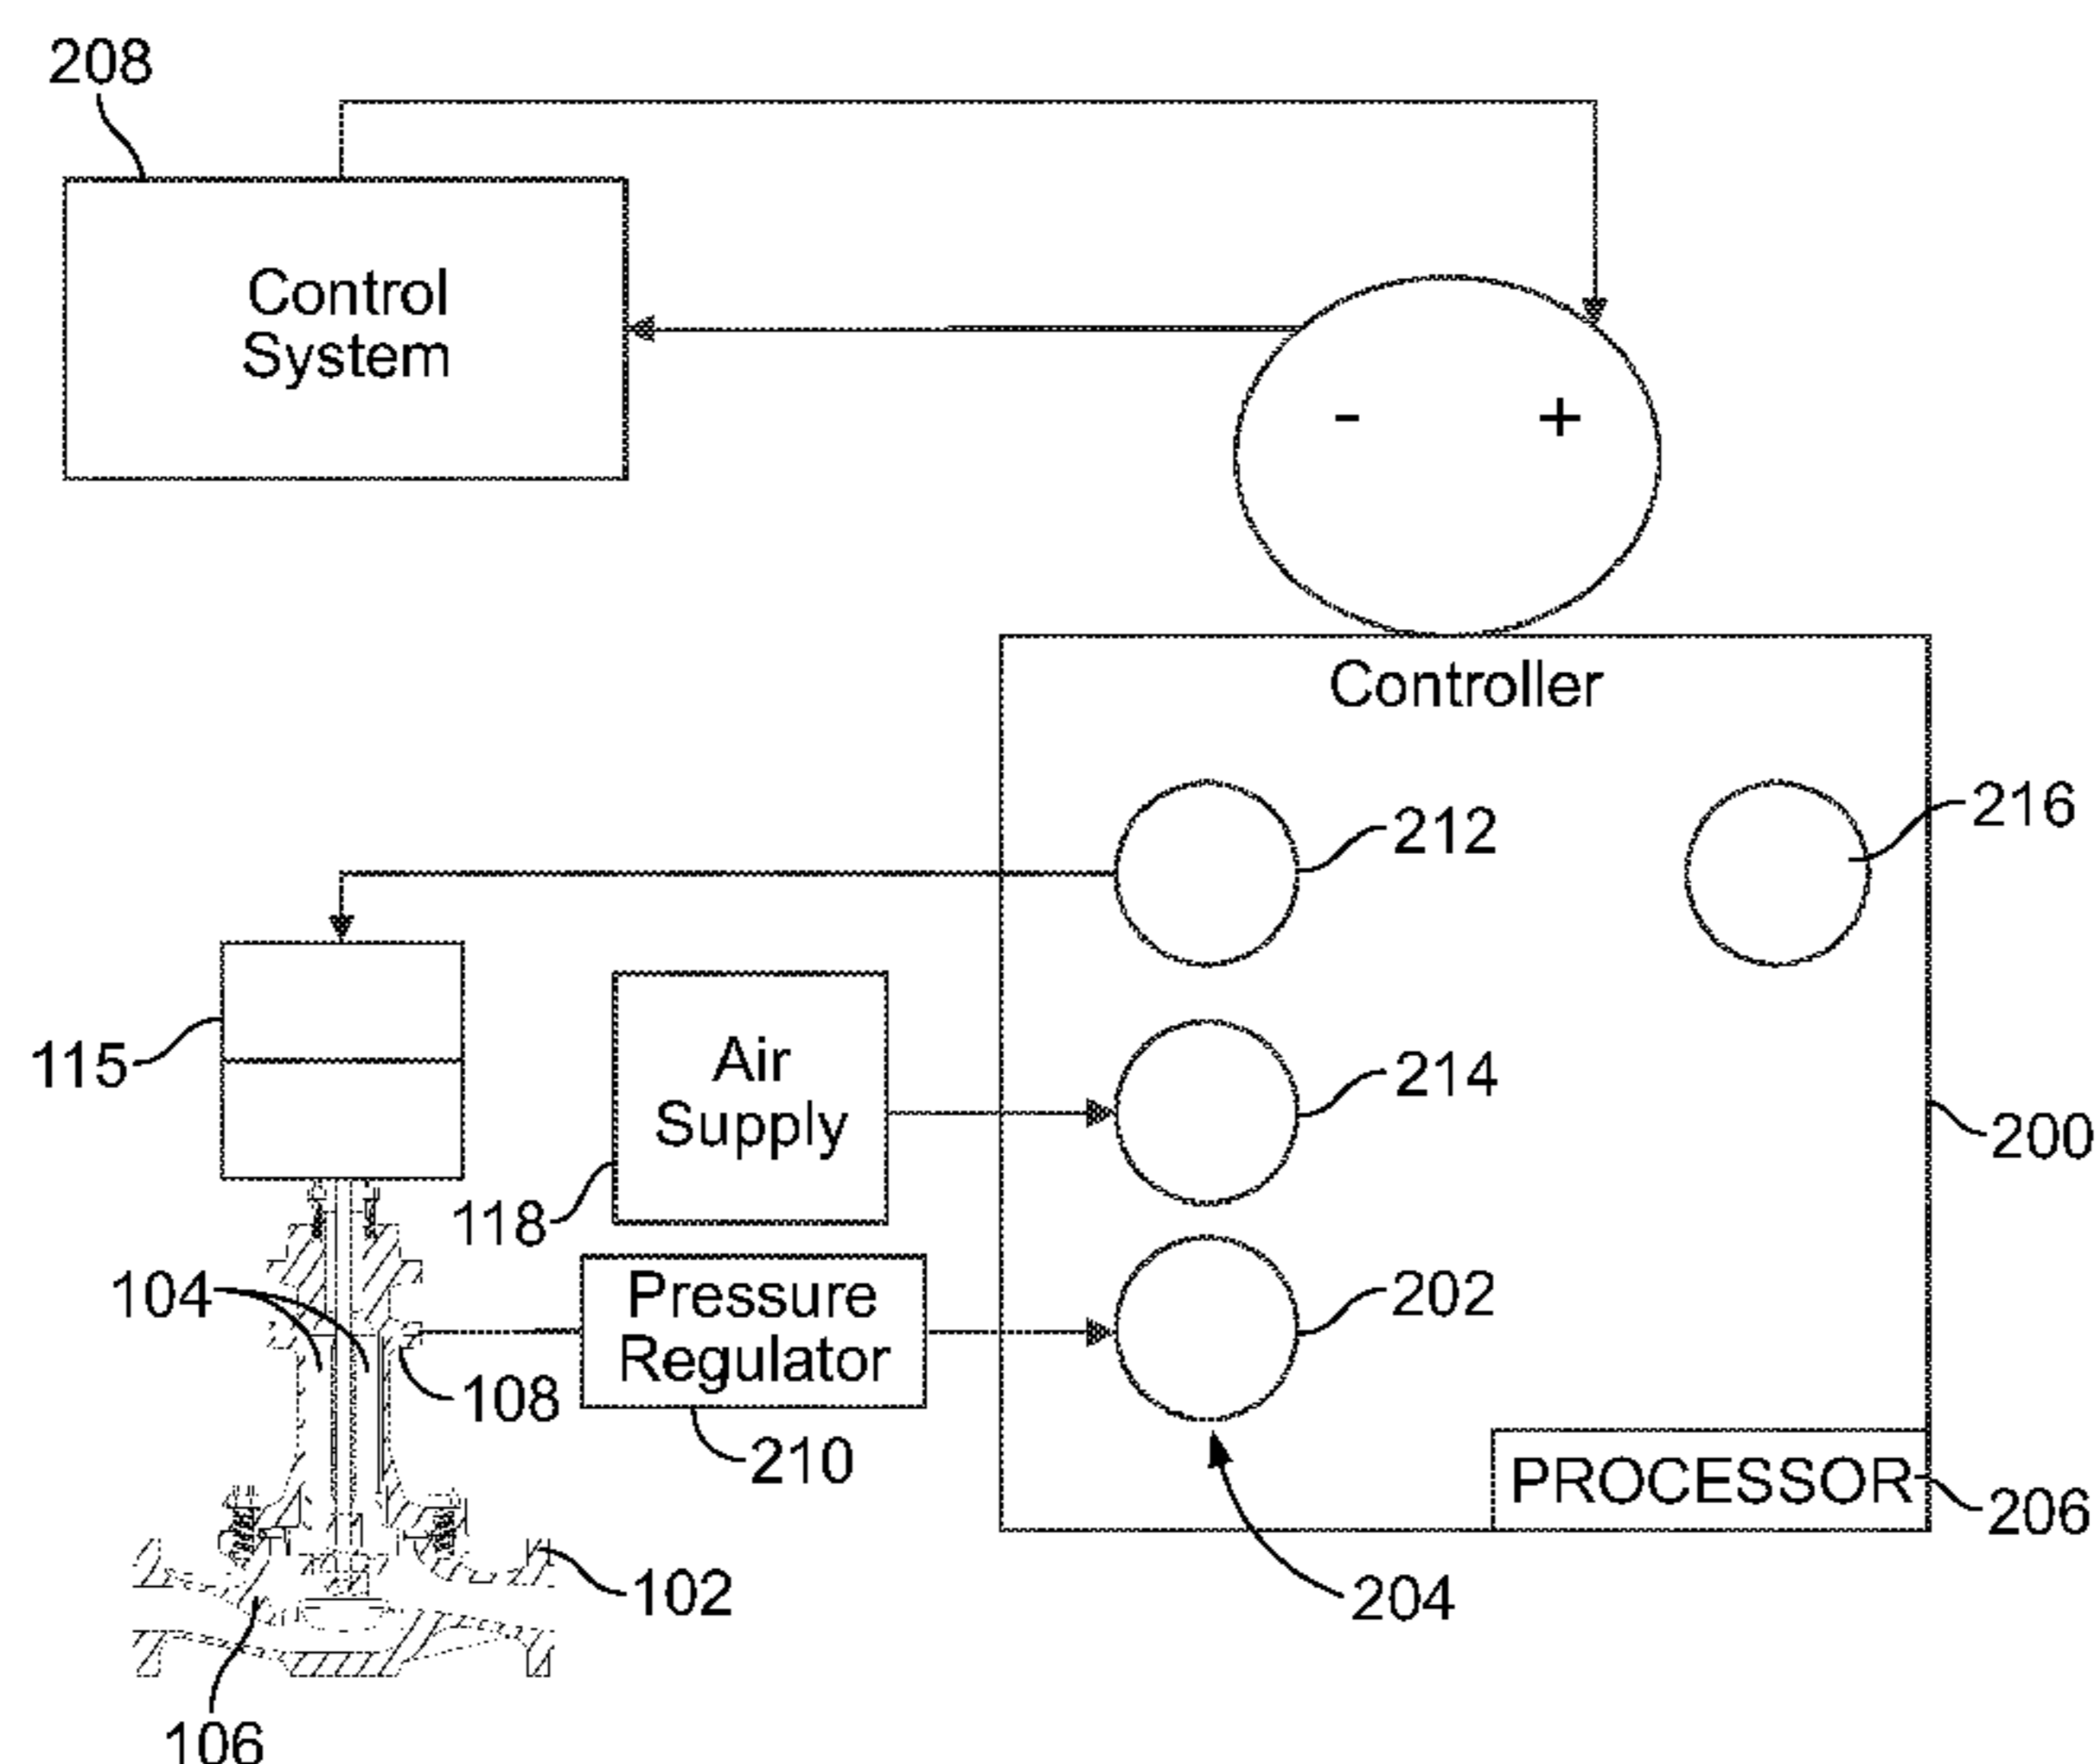 208
Control
System
- +
Controller
216
212
115
Air
Supply
214
200
118
104
Pressure
Regulator
202
108
210
PROCESSOR
206
102
204
106